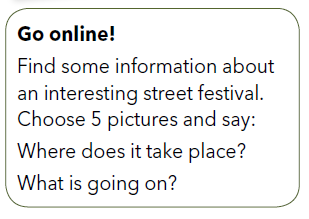 Go online!
Find some information about
an interesting street festival.
Choose 5 pictures and say:
Where does it take place?
What is going on?